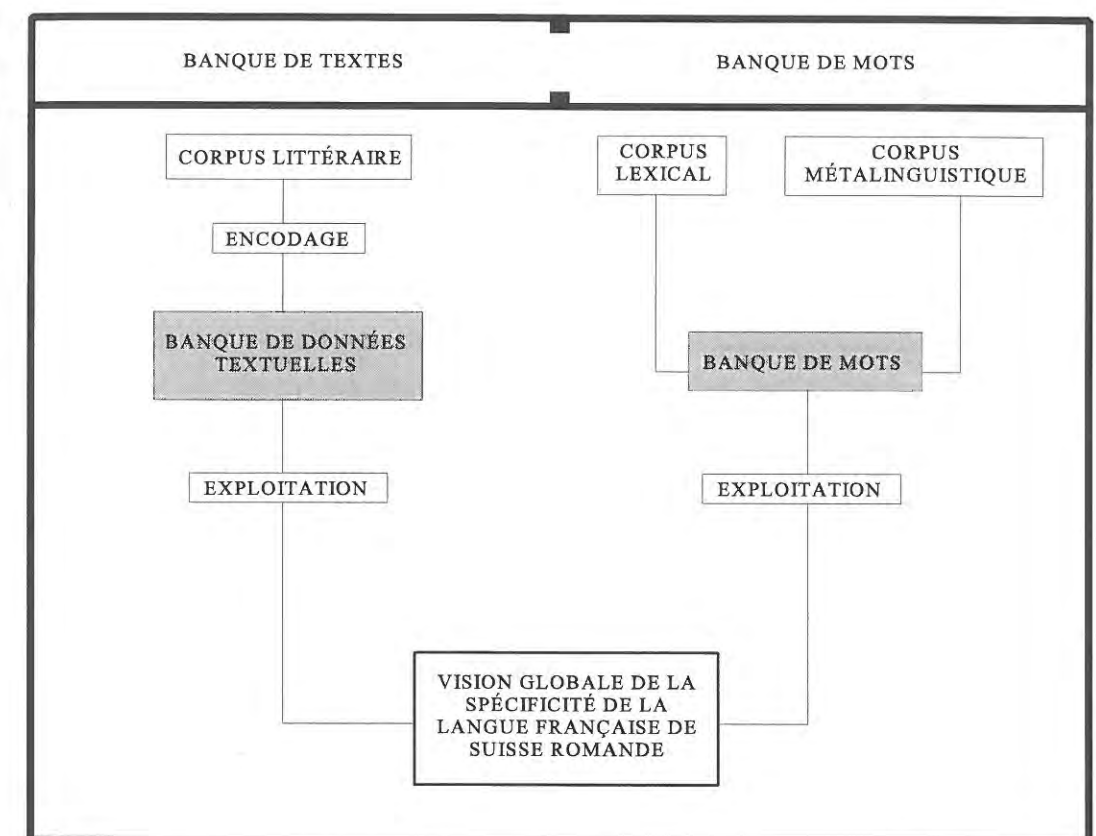 BANQUE DE TEXTES
BANQUE DE MOTS
CORPUS LITTÉRAIRE
ENCODAGE
BANQUE DE DONNÉES
TEXTUELLES
EXPLOITATION
CORPUS
LEXICAL
CORPUS
MÉTALINGUISTIQUE
BANQUE DE MOTS
EXPLOITATION
VISION GLOBALE DE LA
SPÉCIFICITÉ DE LA
LANGUE FRANÇAISE DE
SUISSE ROMANDE